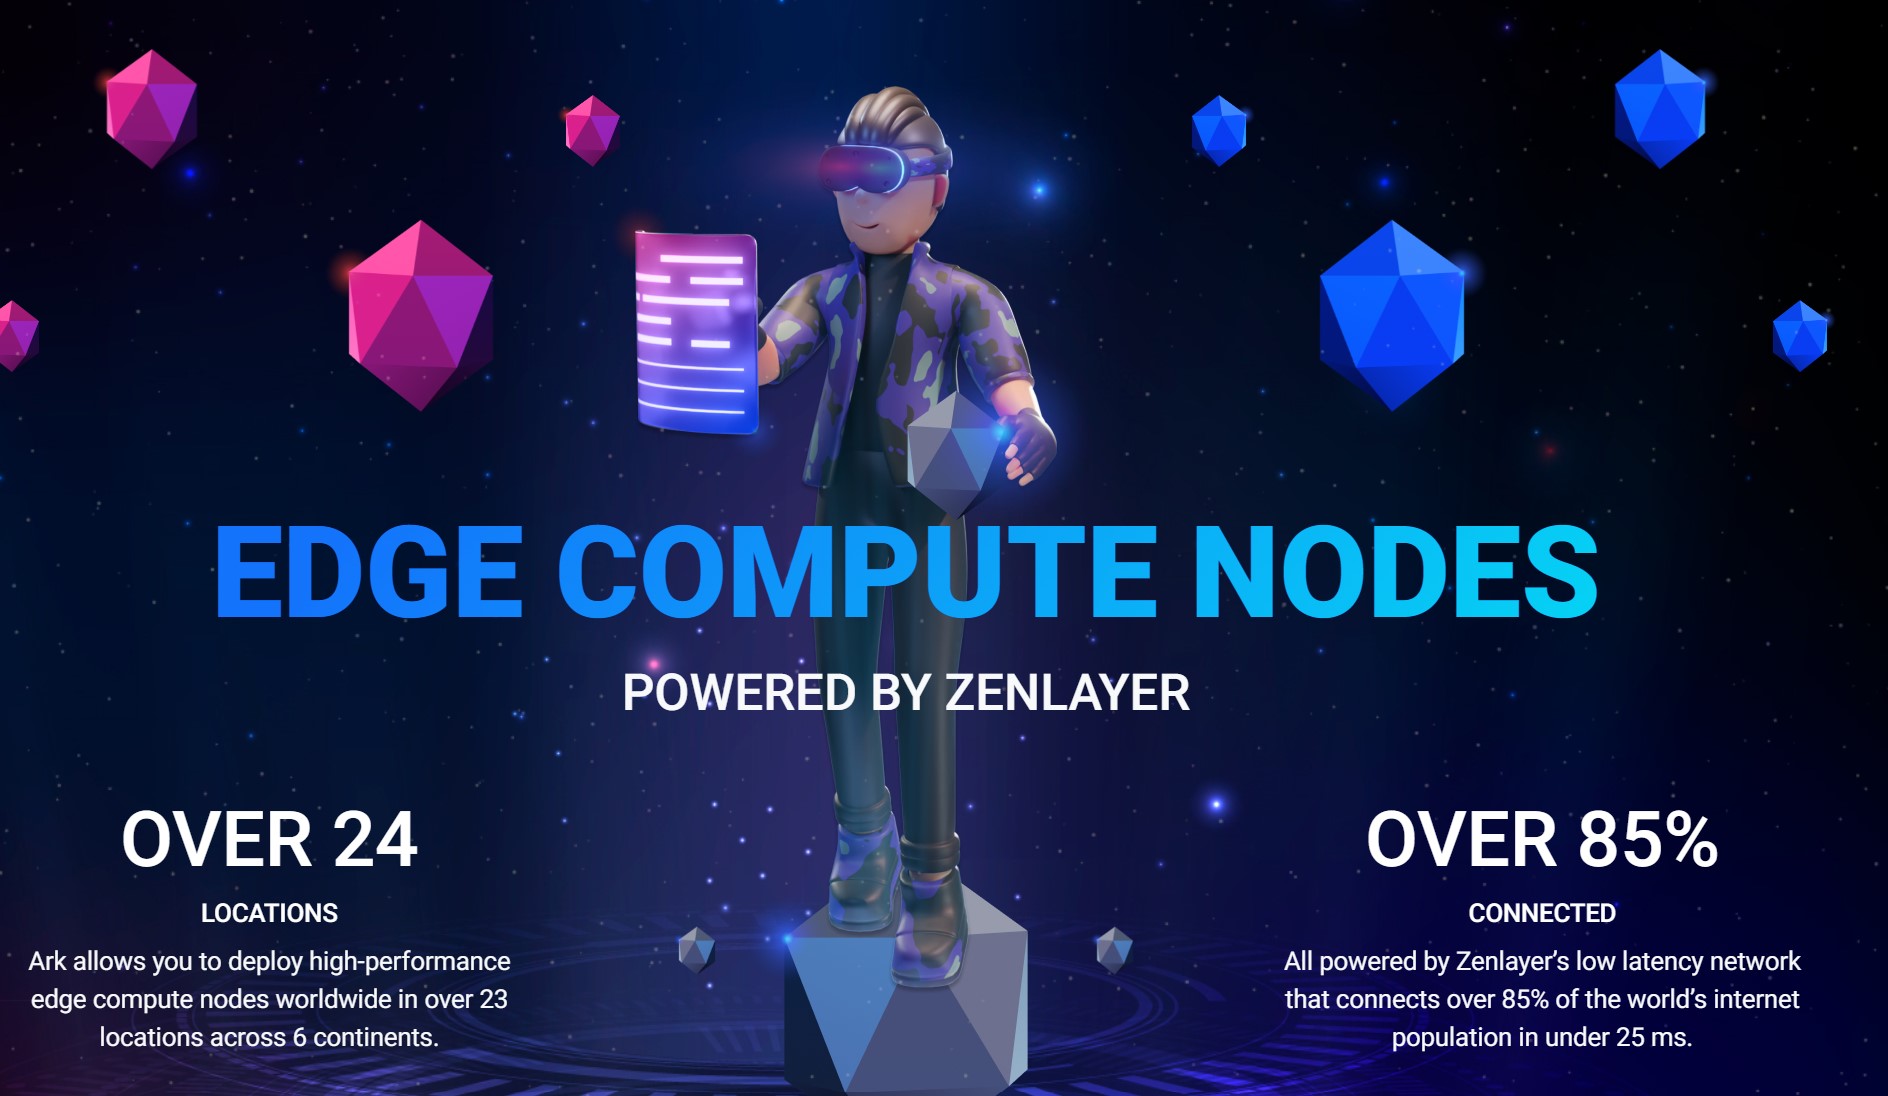 EDGE COMPUTE NODES
POWERED BY ZENLAYER
OVER 24
LOCATIONS
Ark allows you to deploy high-performance
edge compute nodes worldwide in over 23
locations across 6 continents.
OVER 85%
CONNECTED
All powered by Zenlayer’s low latency network
that connects over 85% of the world’s internet
population in under 25 ms.